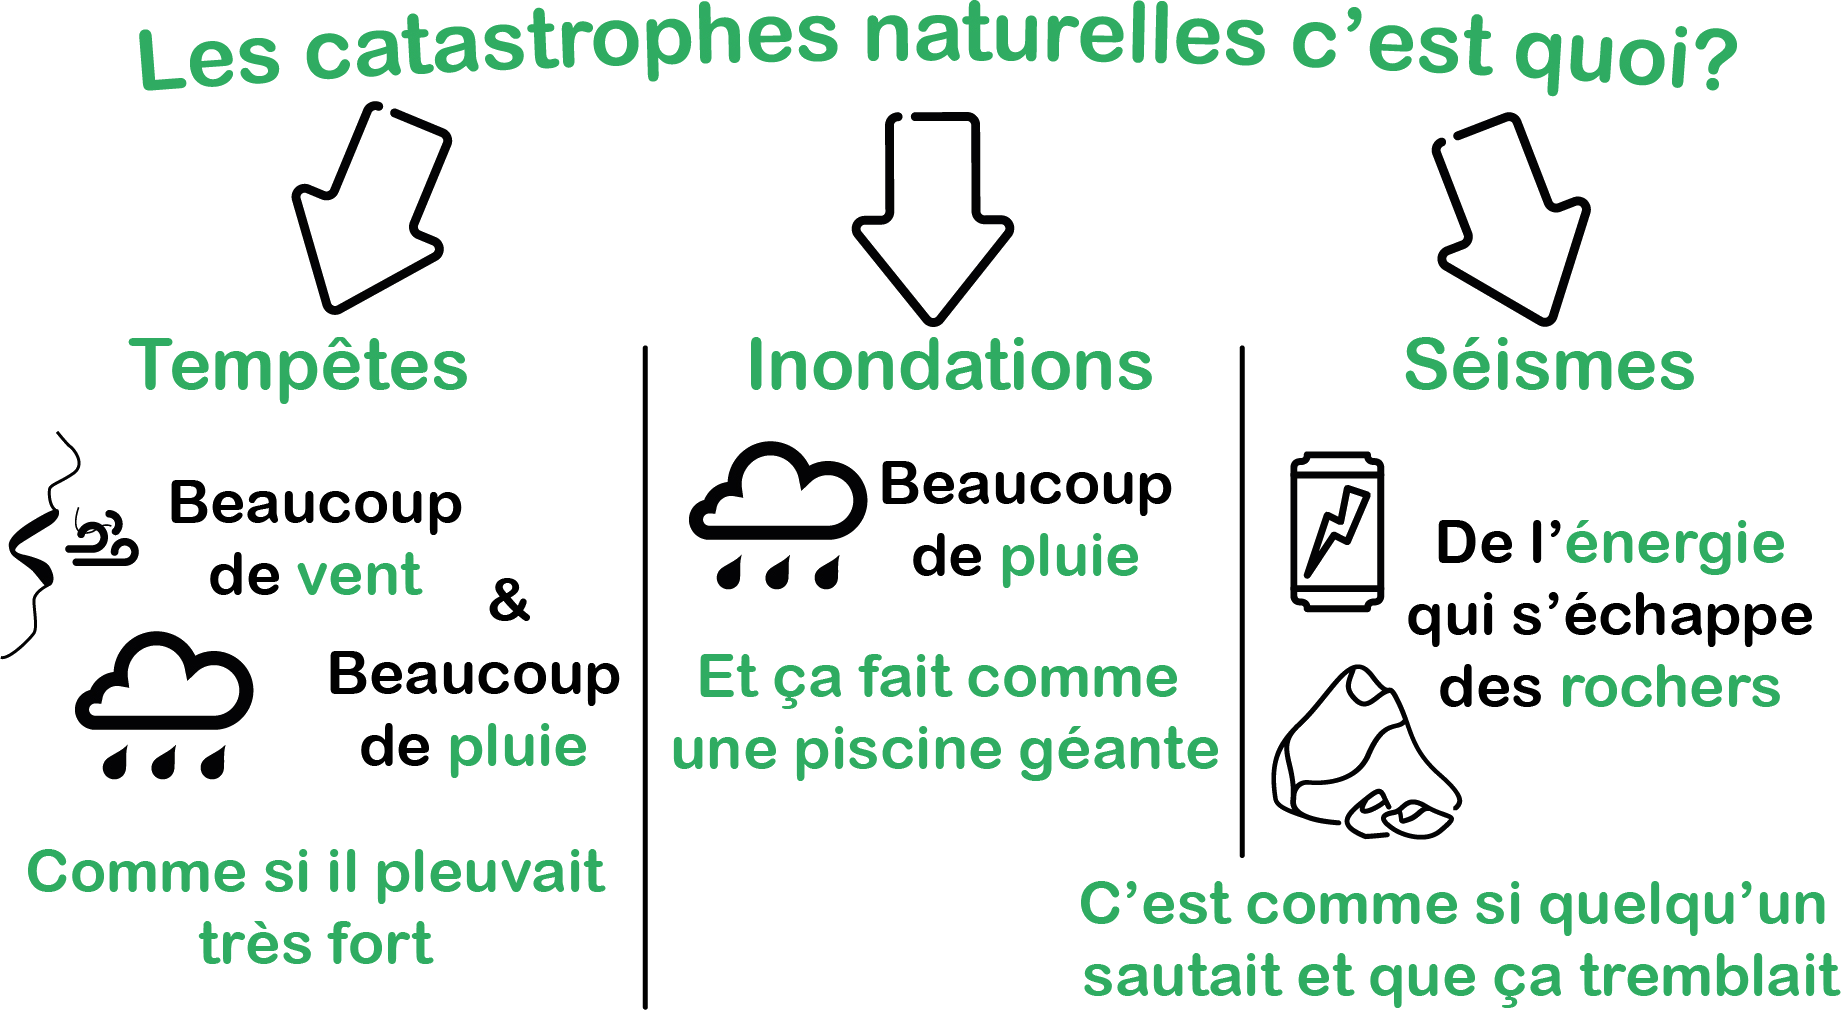 Les catastrophes naturelles c'est quoi?
Tempêtes
Beaucoup
de vent
&
Beaucoup
de pluie
Comme si il pleuvait
très fort
Inondations
Beaucoup
de pluie
Et ça fait comme
une piscine géante
Séismes
De l'énergie
qui s'échappe
des rochers
C'est comme si quelqu'un
sautait et que ça tremblait